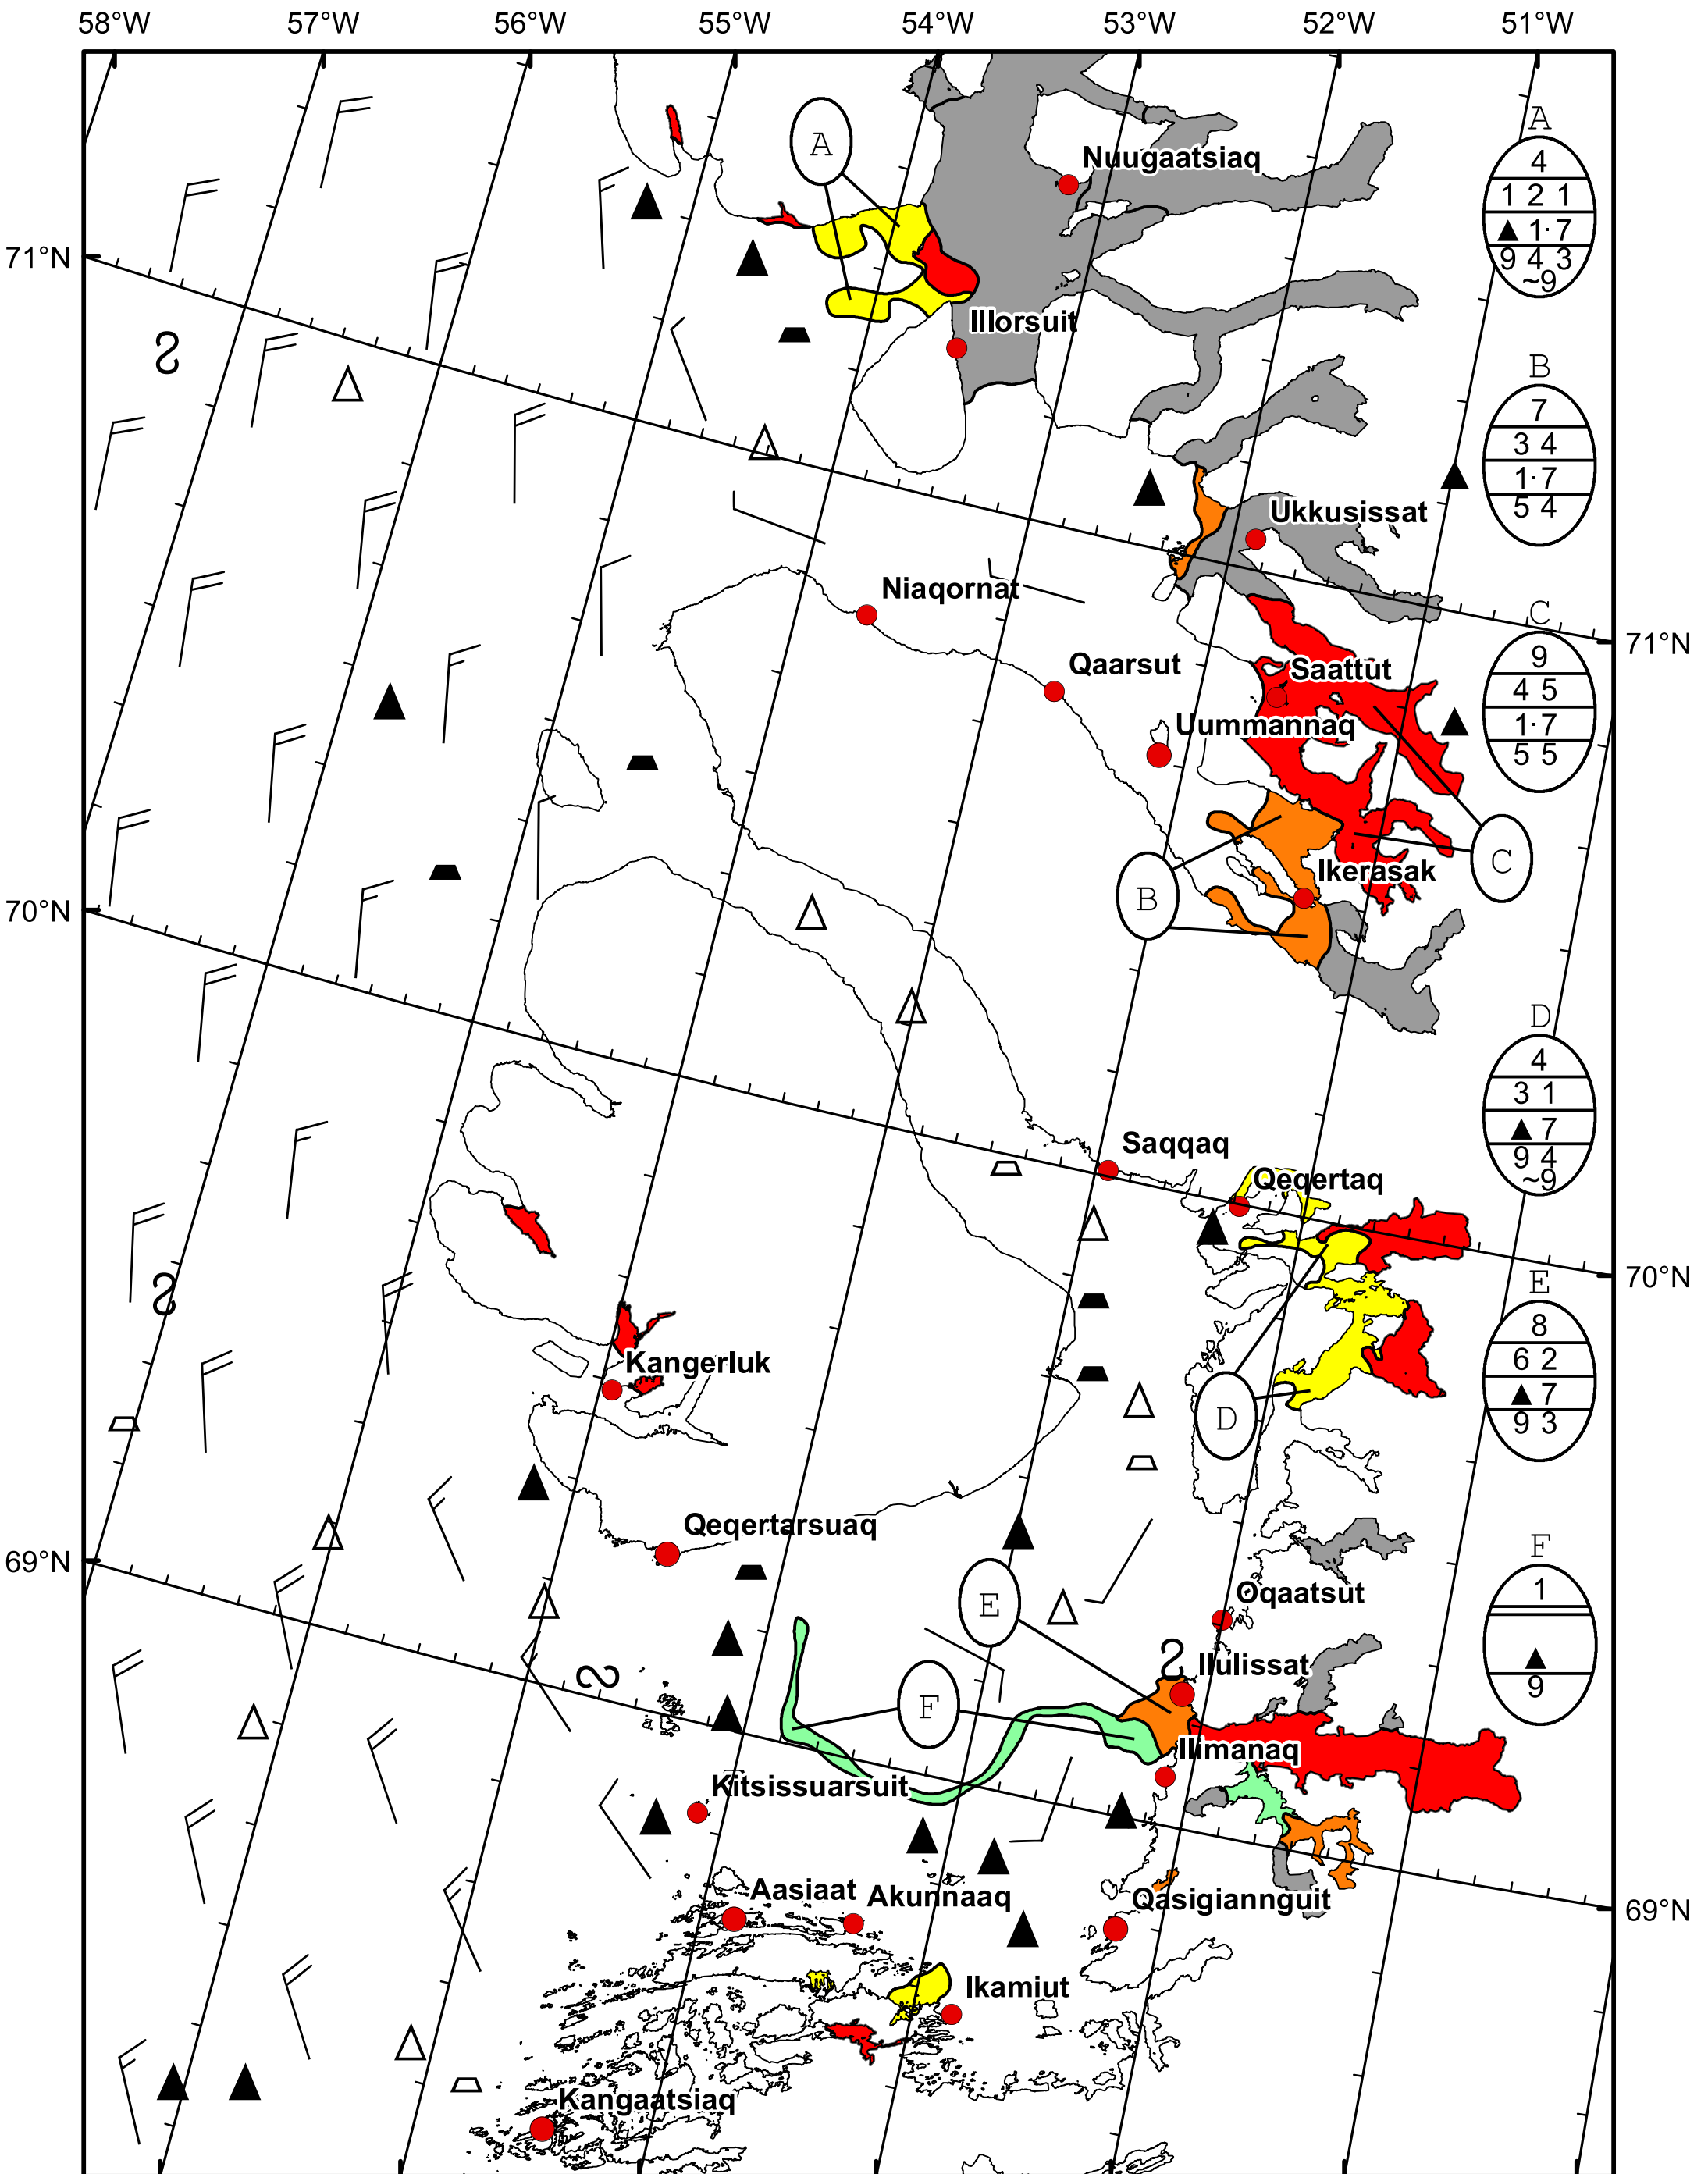 58°W 57°W 56°W 55°W 54°W 53°W 52°W 51°W
A
4
1 2 1
▲ 1·7
9 4 3
~9
A
Nuugaatsiaq
71°N
Illorsuit
B
7
3 4
1·7
5 4
Ukkusissat
Niaqornat
C
9
4 5
1·7
5 5
71°N
Qaarsut
Saattut
Uummannaq
C
Ikerasak
B
70°N
D
4
3 1
▲ 7
9 4
~9
Saqqaq
Qeqertaq
70°N
E
8
6 2
▲ 7
9 3
Kangerluk
D
Qeqertarsuaq
69°N
F
1
▲
9
E
Oqaatsut
Ilulissat
F
Ilimanaq
Kitsissuarsuit
Aasiaat
Akunnaaq
Qasigiannguit
69°N
Ikamiut
Kangaatsiaq